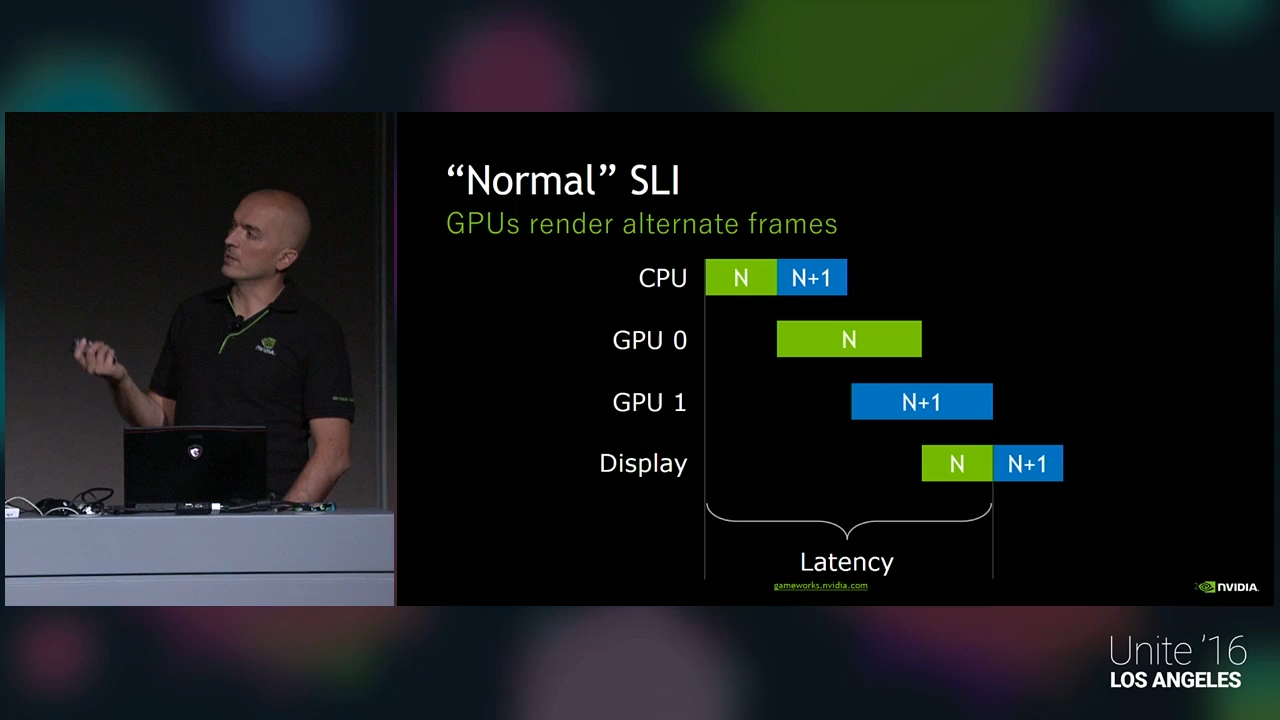 “Normal” SLI
GPUs render alternate frames
CPU
N
N+1
GPU 0
N
GPU 1
N+1
Display
N
N+1
Latency
gameworks.nvidia.com
NVIDIA.
NVIDIA.
Unite '16
LOS ANGELES